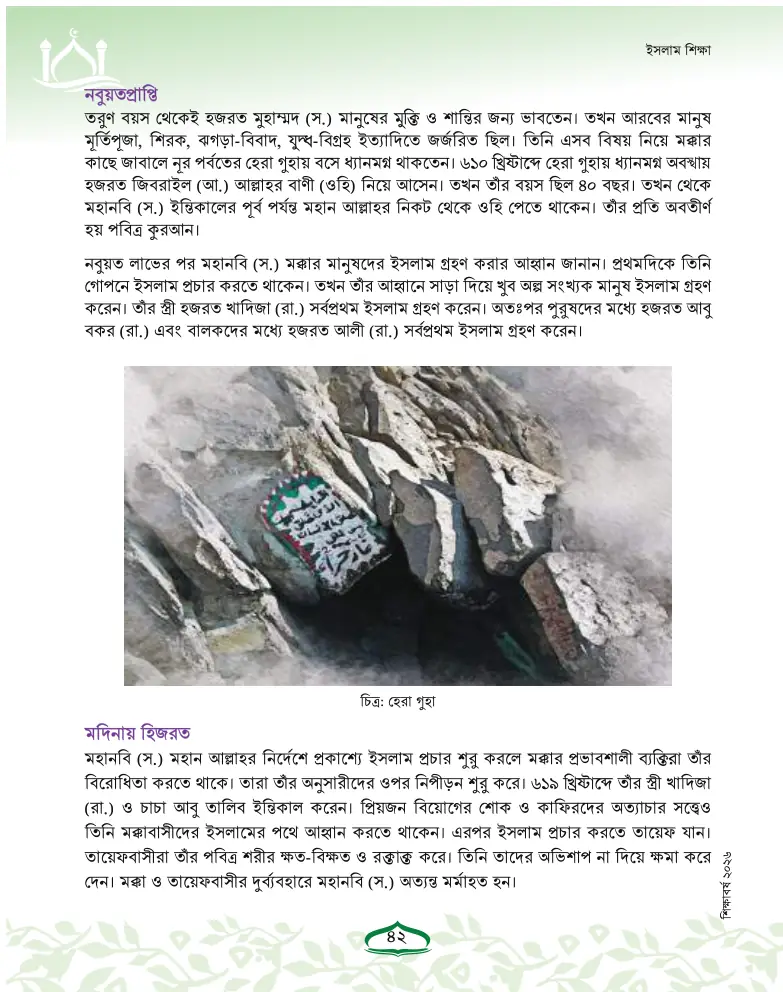 ইসলাম শিক্ষা
নবুয়তপ্রাপ্তি
তরুণ বয়স থেকেই হজরত মুহাম্মদ (স.) মানুষের মুক্তি ও শান্তির জন্য ভাবতেন। তখন আরবের মানুষ
মূর্তিপূজা, শিরক, ঝগড়া-বিবাদ, যুদ্ধ-বিগ্রহ ইত্যাদিতে জর্জরিত ছিল। তিনি এসব বিষয় নিয়ে মক্কার
কাছে জাবালে নূর পর্বতের হেরা গুহায় বসে ধ্যানমগ্ন থাকতেন। ৬১০ খ্রিষ্টাব্দে হেরা গুহায় ধ্যানমগ্ন অবস্থায়
হজরত জিবরাইল (আ.) আল্লাহর বাণী (ওহি) নিয়ে আসেন। তখন তাঁর বয়স ছিল ৪০ বছর। তখন থেকে
মহানবি (স.) ইন্তিকালের পূর্ব পর্যন্ত মহান আল্লাহর নিকট থেকে ওহি পেতে থাকেন। তাঁর প্রতি অবতীর্ণ
হয় পবিত্র কুরআন।
নবুয়ত লাভের পর মহানবি (স.) মক্কার মানুষদের ইসলাম গ্রহণ করার আহ্বান জানান। প্রথমদিকে তিনি
গোপনে ইসলাম প্রচার করতে থাকেন। তখন তাঁর আহ্বানে সাড়া দিয়ে খুব অল্প সংখ্যক মানুষ ইসলাম গ্রহণ
করেন। তাঁর স্ত্রী হজরত খাদিজা (রা.) সর্বপ্রথম ইসলাম গ্রহণ করেন। অতঃপর পুরুষদের মধ্যে হজরত আবু
বকর (রা.) এবং বালকদের মধ্যে হজরত আলী (রা.) সর্বপ্রথম ইসলাম গ্রহণ করেন।
চিত্র: হেরা গুহা
মদিনায় হিজরত
মহানবি (স.) মহান আল্লাহর নির্দেশে প্রকাশ্যে ইসলাম প্রচার শুরু করলে মক্কার প্রভাবশালী ব্যক্তিরা তাঁর
বিরোধিতা করতে থাকে। তারা তাঁর অনুসারীদের ওপর নিপীড়ন শুরু করে। ৬১৯ খ্রিষ্টাব্দে তাঁর স্ত্রী খাদিজা
(রা.) ও চাচা আবু তালিব ইন্তিকাল করেন। প্রিয়জন বিয়োগের শোক ও কাফিরদের অত্যাচার সত্ত্বেও
তিনি মক্কাবাসীদের ইসলামের পথে আহ্বান করতে থাকেন। এরপর ইসলাম প্রচার করতে তায়েফ যান।
তায়েফবাসীরা তাঁর পবিত্র শরীর ক্ষত-বিক্ষত ও রক্তাক্ত করে। তিনি তাদের অভিশাপ না দিয়ে ক্ষমা করে
দেন। মক্কা ও তায়েফবাসীর দুর্ব্যবহারে মহানবি (স.) অত্যন্ত মর্মাহত হন।
শিক্ষাবর্ষ ২০২৬
৪২